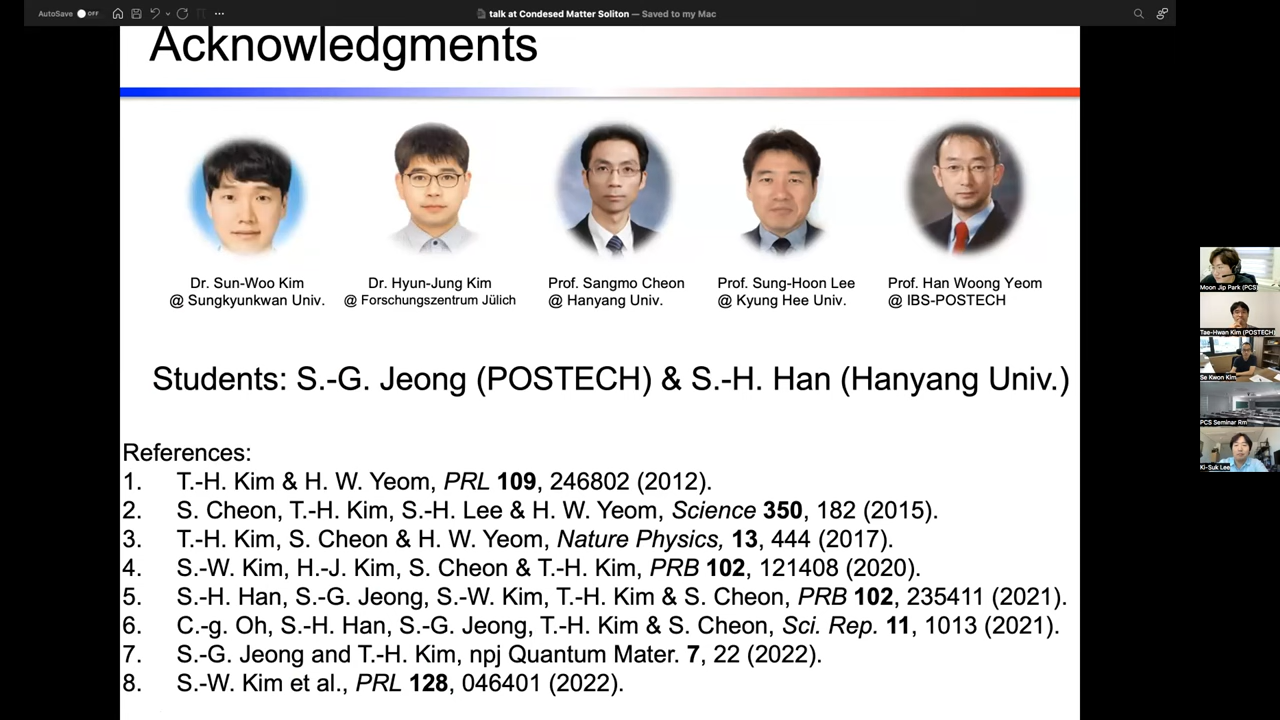 AutoSave OFF
talk at Condesed Matter Soliton — Saved to my Mac
Acknowledgments
Dr. Sun-Woo Kim
@ Sungkyunkwan Univ.
Dr. Hyun-Jung Kim
@ Forschungszentrum Jülich
Prof. Sangmo Cheon
@ Hanyang Univ.
Prof. Sung-Hoon Lee
@ Kyung Hee Univ.
Prof. Han Woong Yeom
@ IBS-POSTECH
Students: S.-G. Jeong (POSTECH) & S.-H. Han (Hanyang Univ.)
References:
1. T.-H. Kim & H. W. Yeom, PRL 109, 246802 (2012).
2. S. Cheon, T.-H. Kim, S.-H. Lee & H. W. Yeom, Science 350, 182 (2015).
3. T.-H. Kim, S. Cheon & H. W. Yeom, Nature Physics, 13, 444 (2017).
4. S.-W. Kim, H.-J. Kim, S. Cheon & T.-H. Kim, PRB 102, 121408 (2020).
5. S.-H. Han, S.-G. Jeong, S.-W. Kim, T.-H. Kim & S. Cheon, PRB 102, 235411 (2021).
6. C.-g. Oh, S.-H. Han, S.-G. Jeong, T.-H. Kim & S. Cheon, Sci. Rep. 11, 1013 (2021).
7. S.-G. Jeong and T.-H. Kim, npj Quantum Mater. 7, 22 (2022).
8. S.-W. Kim et al., PRL 128, 046401 (2022).
Moon Jip Park (PCS)
Tae-Hwan Kim (POSTECH)
Se Kwon Kim
PCS Seminar Rm
Ki-Suk Lee